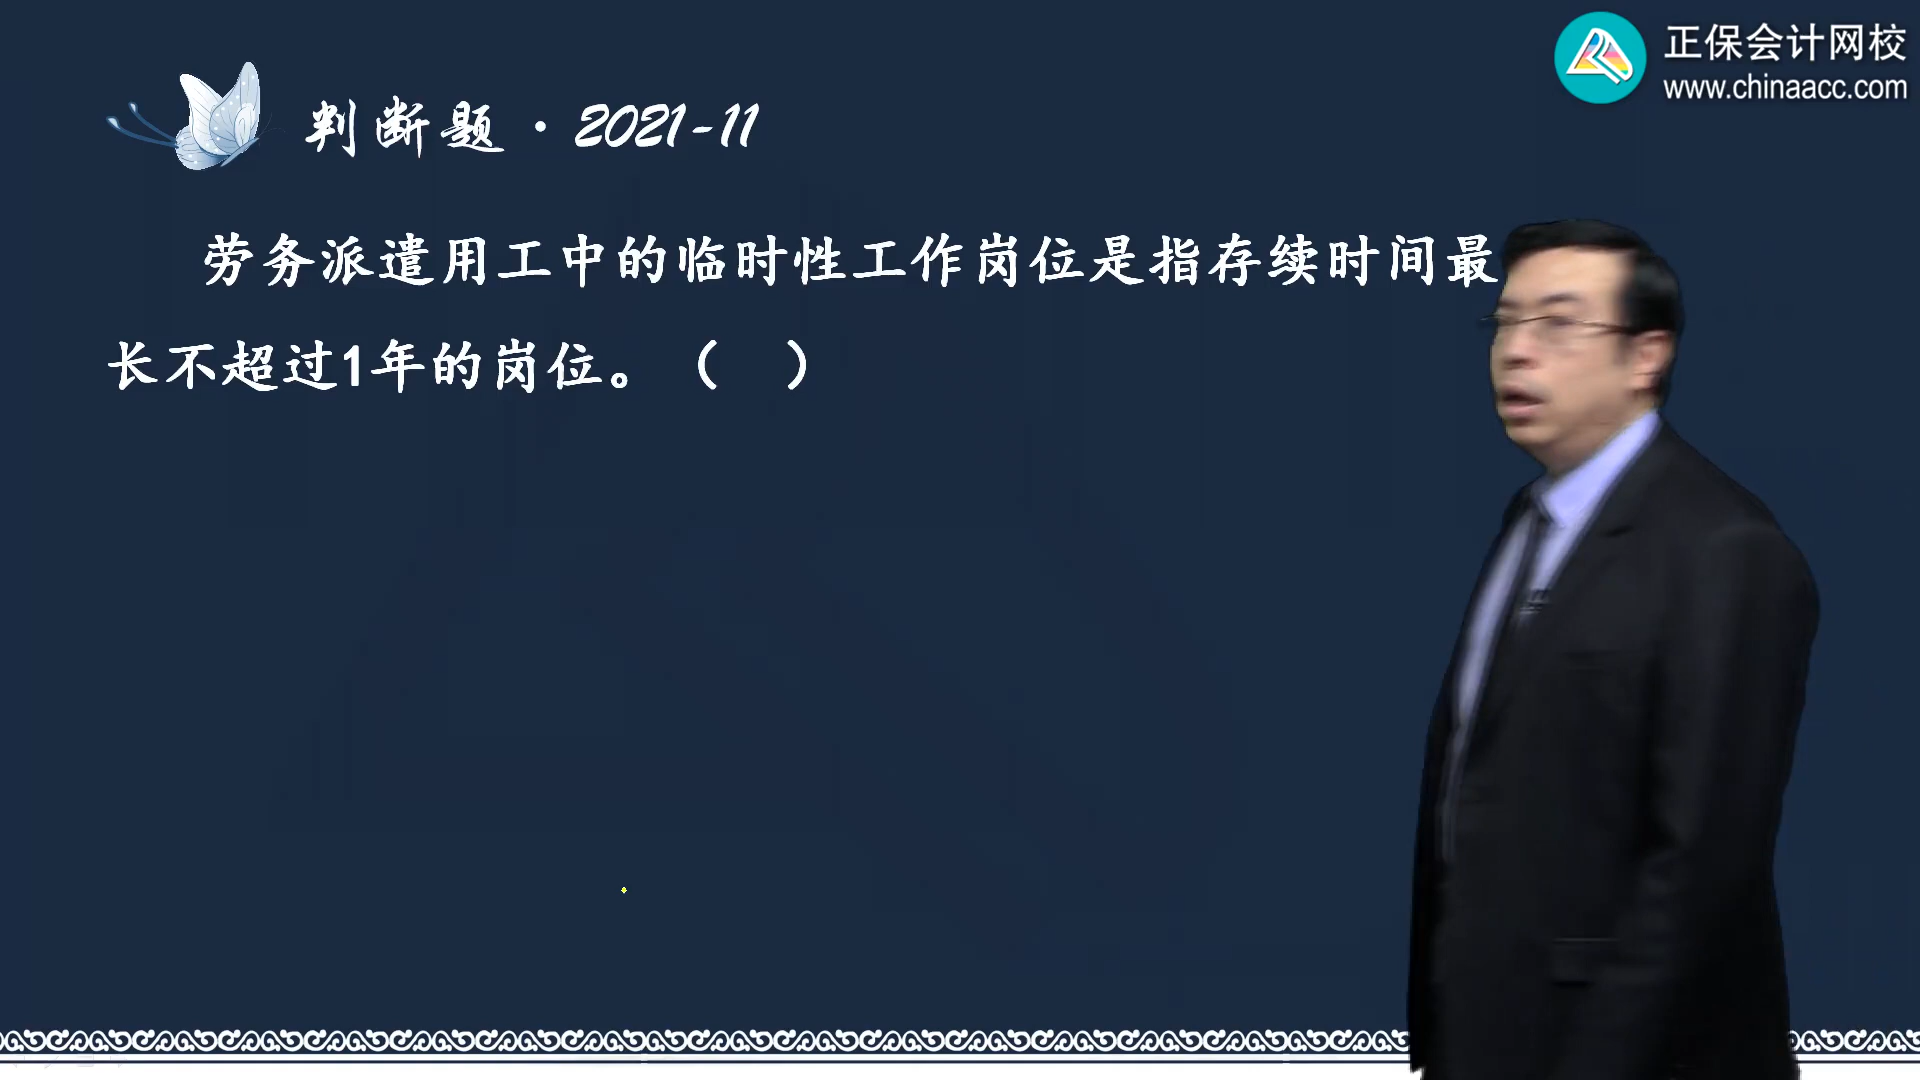 正保会计网校
www.chinaacc.com
判断题·2021-11
劳务派遣用工中的临时性工作岗位是指存续时间最
长不超过1年的岗位。（ ）